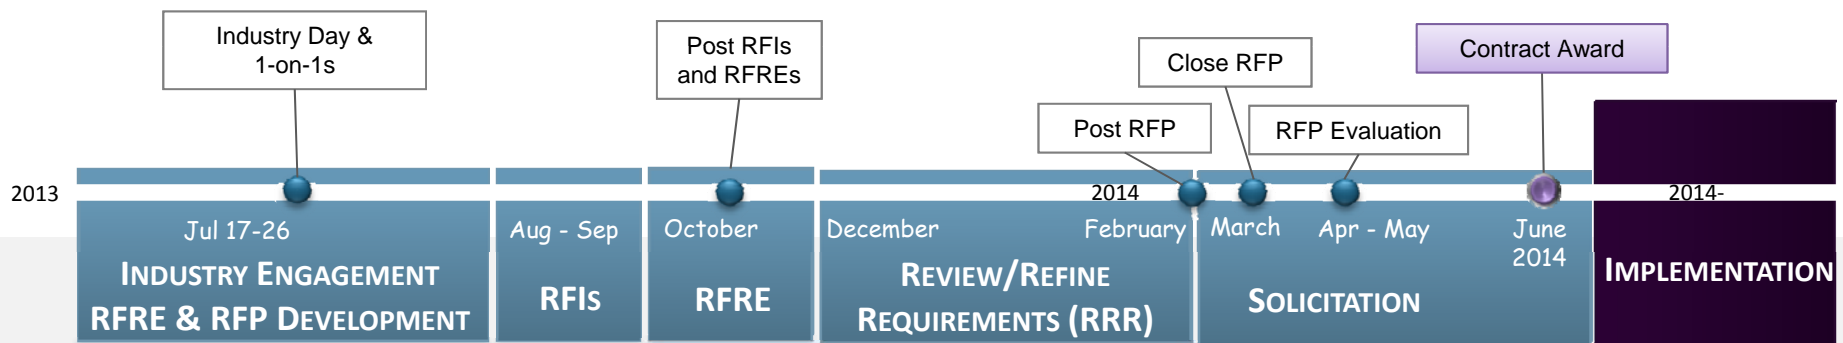 Industry Day &
1-on-1s
Post RFIs
and RFREs
Close RFP
Contract Award
Post RFP
RFP Evaluation
2013
2014
2014-
Jul 17-26
Aug - Sep
October
December
February
March
Apr - May
June
2014
INDUSTRY ENGAGEMENT
RFRE & RFP DEVELOPMENT
RFIS
RFRE
REVIEW/REFINE
REQUIREMENTS (RRR)
SOLICITATION
IMPLEMENTATION